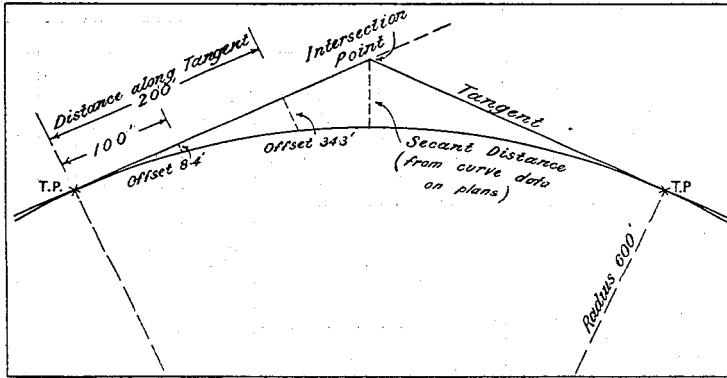 Intersection
Point
Distance along Tangent
200'
100'
Tangent
Offset 8·4'
Offset 34·3'
Secant Distance
(from curve data
on plans)
T.P.
T.P
Radius 600'